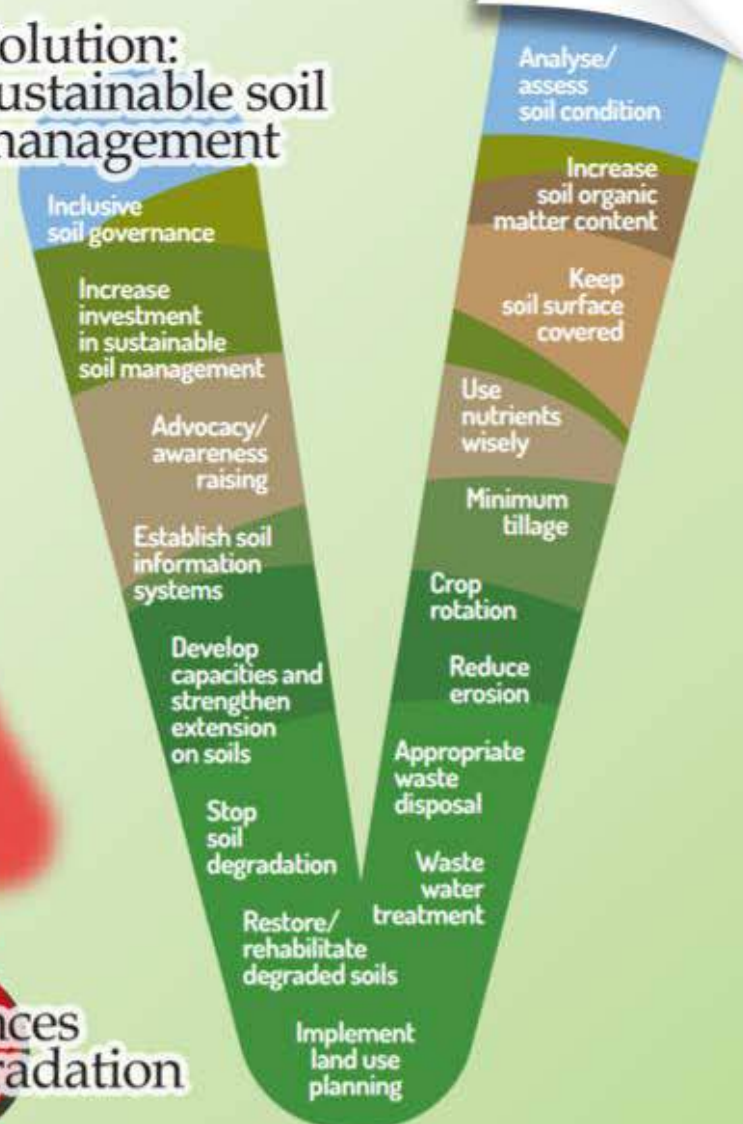 olution:
ustainable soil
nanagement
Inclusive
soil governance
Increase
investment
in sustainable
soil management
Advocacy/
awareness
raising
Establish soil
information
systems
Develop
capacities and
strengthen
extension
on soils
Stop
soil
degradation
Restore/
rehabilitate
degraded soils
Implement
land use
planning
Analyse/
assess
soil condition
Increase
soil organic
matter content
Keep
soil surface
covered
Use
nutrients
wisely
Minimum
tillage
Crop
rotation
Reduce
erosion
Appropriate
waste
disposal
Waste
water
treatment
nces
radation